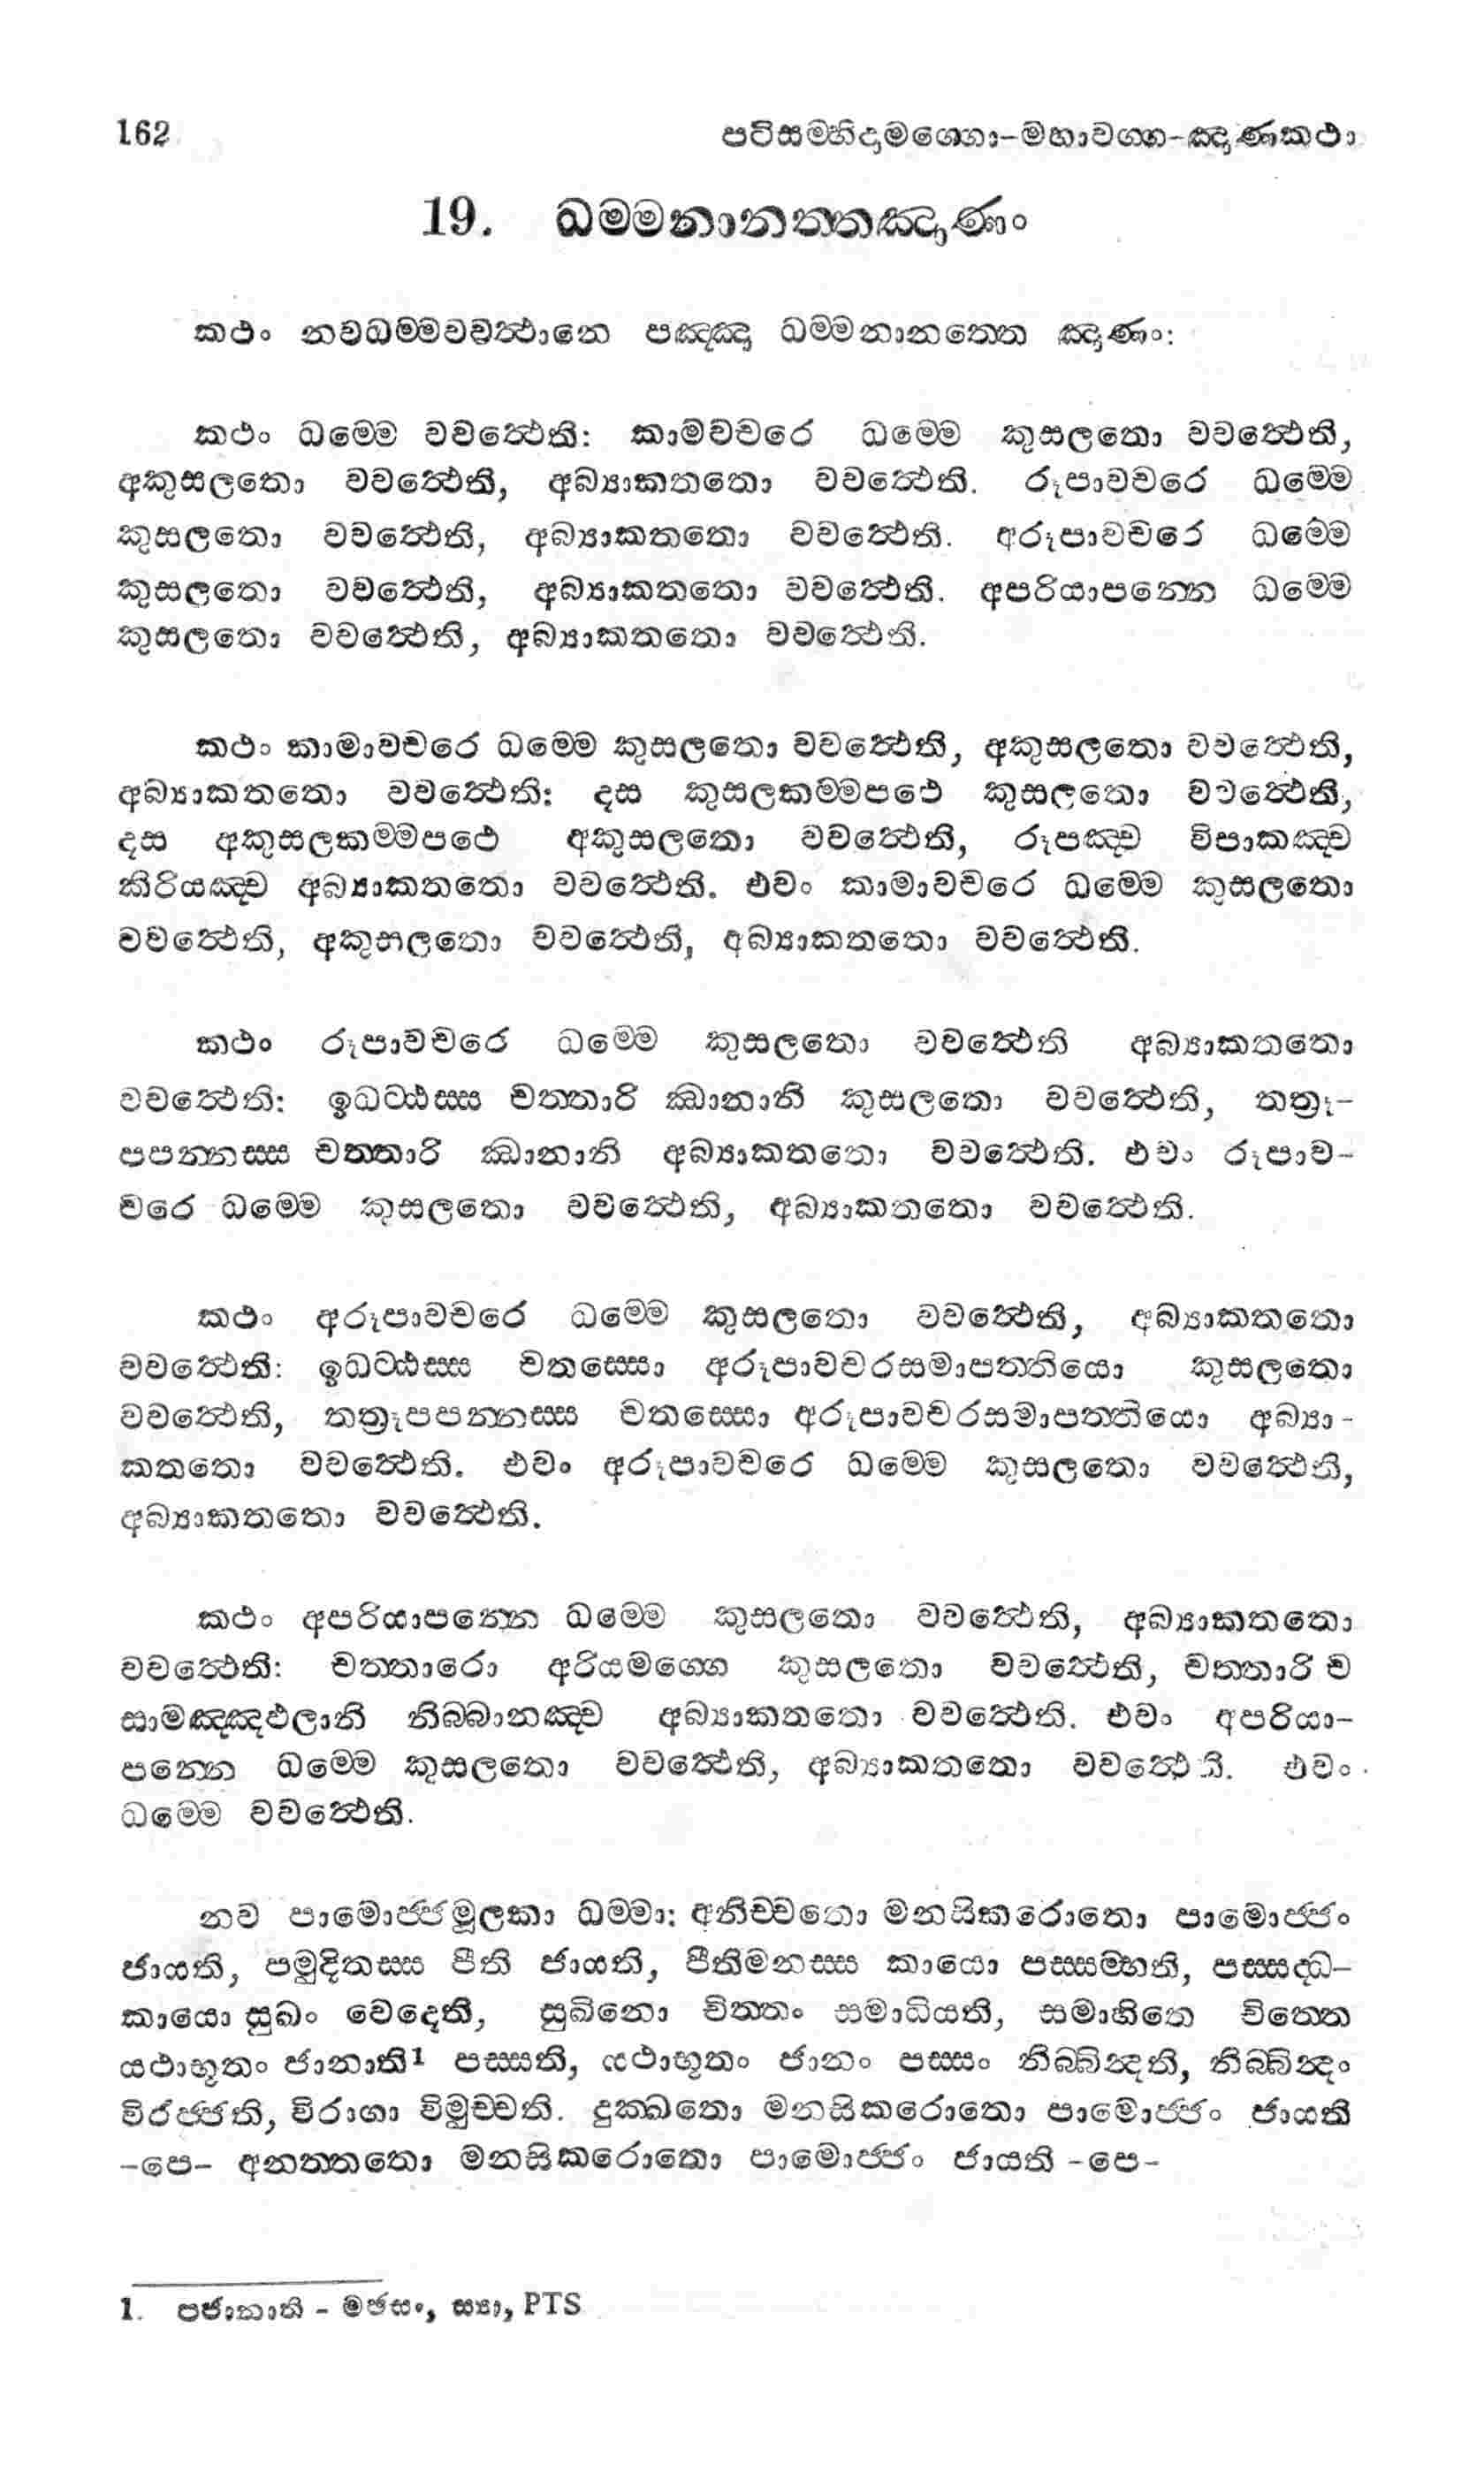 162
පටිසම්භිදාමග්ගො-මහාවග්ග-ඤාණකථා
19. ධම්මනානත්තඤාණං
කථං නවධම්මවවත්ථානෙ පඤ්ඤා ධම්මනානත්තෙ ඤාණං:
කථං ධම්මෙ වවත්ථෙති: කාමවචරෙ ධම්මෙ කුසලතො වවත්ථෙති,
අකුසලතො වවත්ථෙති, අබ්‍යාකතතො වවත්ථෙති. රූපාවචරෙ ධම්මෙ
කුසලතො වවත්ථෙති, අබ්‍යාකතතො වවත්ථෙති. අරූපාවචරෙ ධම්මෙ
කුසලතො වවත්ථෙති, අබ්‍යාකතතො වවත්ථෙති. අපරියාපන්නෙ ධම්මෙ
කුසලතො වවත්ථෙති, අබ්‍යාකතතො වවත්ථෙති.
කථං කාමාවචරෙ ධම්මෙ කුසලතො වවත්ථෙති, අකුසලතො වවත්ථෙති,
අබ්‍යාකතතො වවත්ථෙති: දස කුසලකම්මපථෙ කුසලතො වවත්ථෙති,
දස අකුසලකම්මපථෙ අකුසලතො වවත්ථෙති, රූපඤ්ච විපාකඤ්ච
කිරියඤ්ච අබ්‍යාකතතො වවත්ථෙති. එවං කාමාවචරෙ ධම්මෙ කුසලතො
වවත්ථෙති, අකුසලතො වවත්ථෙති, අබ්‍යාකතතො වවත්ථෙති.
කථං රූපාවචරෙ ධම්මෙ කුසලතො වවත්ථෙති අබ්‍යාකතතො
වවත්ථෙති: ඉධට්ඨස්ස චත්තාරි ඣානානි කුසලතො වවත්ථෙති, තත්‍රූ-
පපන්නස්ස චත්තාරි ඣානානි අබ්‍යාකතතො වවත්ථෙති. එවං රූපාව-
චරෙ ධම්මෙ කුසලතො වවත්ථෙති, අබ්‍යාකතතො වවත්ථෙති.
කථං අරූපාවචරෙ ධම්මෙ කුසලතො වවත්ථෙති, අබ්‍යාකතතො
වවත්ථෙති: ඉධට්ඨස්ස චතස්සො අරූපාවචරසමාපත්තියො කුසලතො
වවත්ථෙති, තත්‍රූපපන්නස්ස චතස්සො අරූපාවචරසමාපත්තියො අබ්‍යා-
කතතො වවත්ථෙති. එවං අරූපාවචරෙ ධම්මෙ කුසලතො වවත්ථෙති,
අබ්‍යාකතතො වවත්ථෙති.
කථං අපරියාපන්නෙ ධම්මෙ කුසලතො වවත්ථෙති, අබ්‍යාකතතො
වවත්ථෙති: චත්තාරො අරියමග්ගෙ කුසලතො වවත්ථෙති, චත්තාරි ච
සාමඤ්ඤඵලානි නිබ්බානඤ්ච අබ්‍යාකතතො වවත්ථෙති. එවං අපරියා-
පන්නෙ ධම්මෙ කුසලතො වවත්ථෙති, අබ්‍යාකතතො වවත්ථෙති. එවං
ධම්මෙ වවත්ථෙති.
නව පාමොජ්ජමූලකා ධම්මා: අනිච්චතො මනසිකරොතො පාමොජ්ජං
ජායති, පමුදිතස්ස පීති ජායති, පීතිමනස්ස කායො පස්සම්භති, පස්සද්ධ-
කායො සුඛං වෙදෙති, සුඛිනො චිත්තං සමාධියති, සමාහිතෙ චිත්තෙ
යථාභූතං ජානාති1 පස්සති, යථාභූතං ජානං පස්සං නිබ්බින්දති, නිබ්බින්දං
විරජ්ජති, විරාගා විමුච්චති. දුක්ඛතො මනසිකරොතො පාමොජ්ජං ජායති
-පෙ- අනත්තතො මනසිකරොතො පාමොජ්ජං ජායති -පෙ-
1. පජානාති - මඡසං, ස්‍යා, PTS